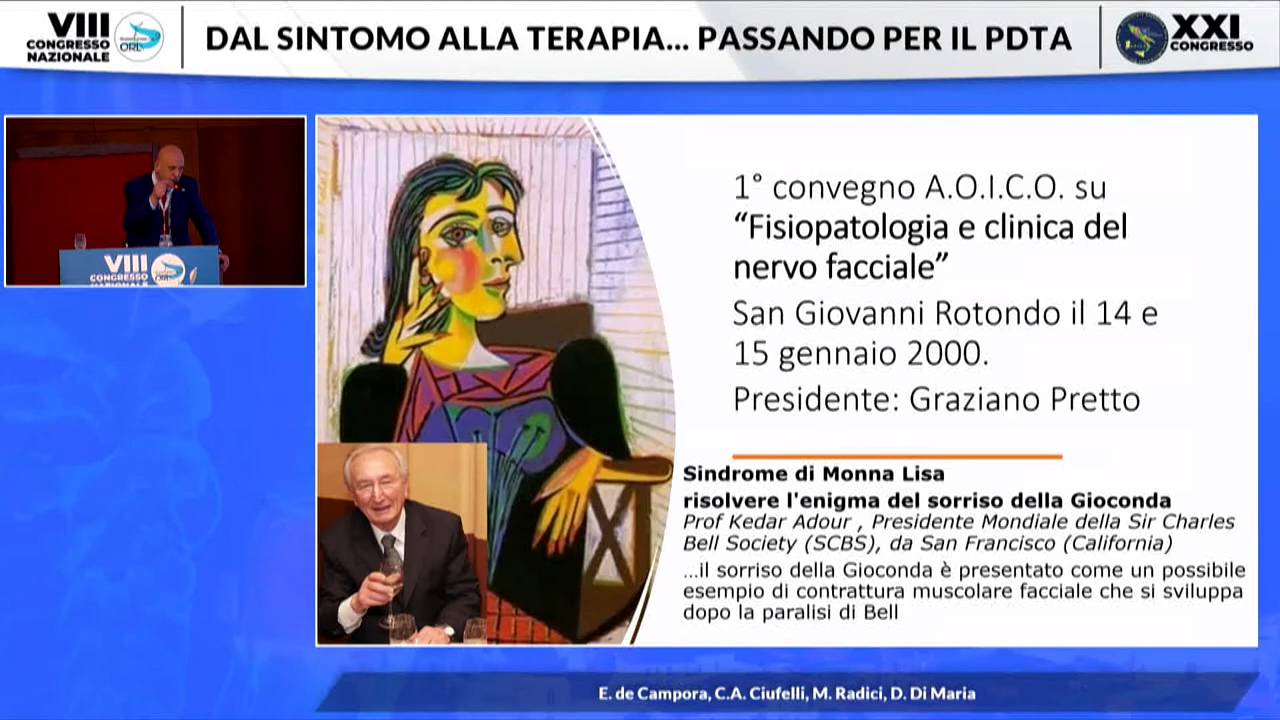 VIII
CONGRESSO
NAZIONALE
ORL
DAL SINTOMO ALLA TERAPIA... PASSANDO PER IL PDTA
XXI
CONGRESSO
VIII
CONGRESSO
NAZIONALE
1° convegno A.O.I.C.O. su
“Fisiopatologia e clinica del
nervo facciale”
San Giovanni Rotondo il 14 e
15 gennaio 2000.
Presidente: Graziano Pretto
Sindrome di Monna Lisa
risolvere l'enigma del sorriso della Gioconda
Prof Kedar Adour , Presidente Mondiale della Sir Charles
Bell Society (SCBS), da San Francisco (California)
...il sorriso della Gioconda è presentato come un possibile
esempio di contrattura muscolare facciale che si sviluppa
dopo la paralisi di Bell
E. de Campora, C.A. Ciufelli, M. Radici, D. Di Maria